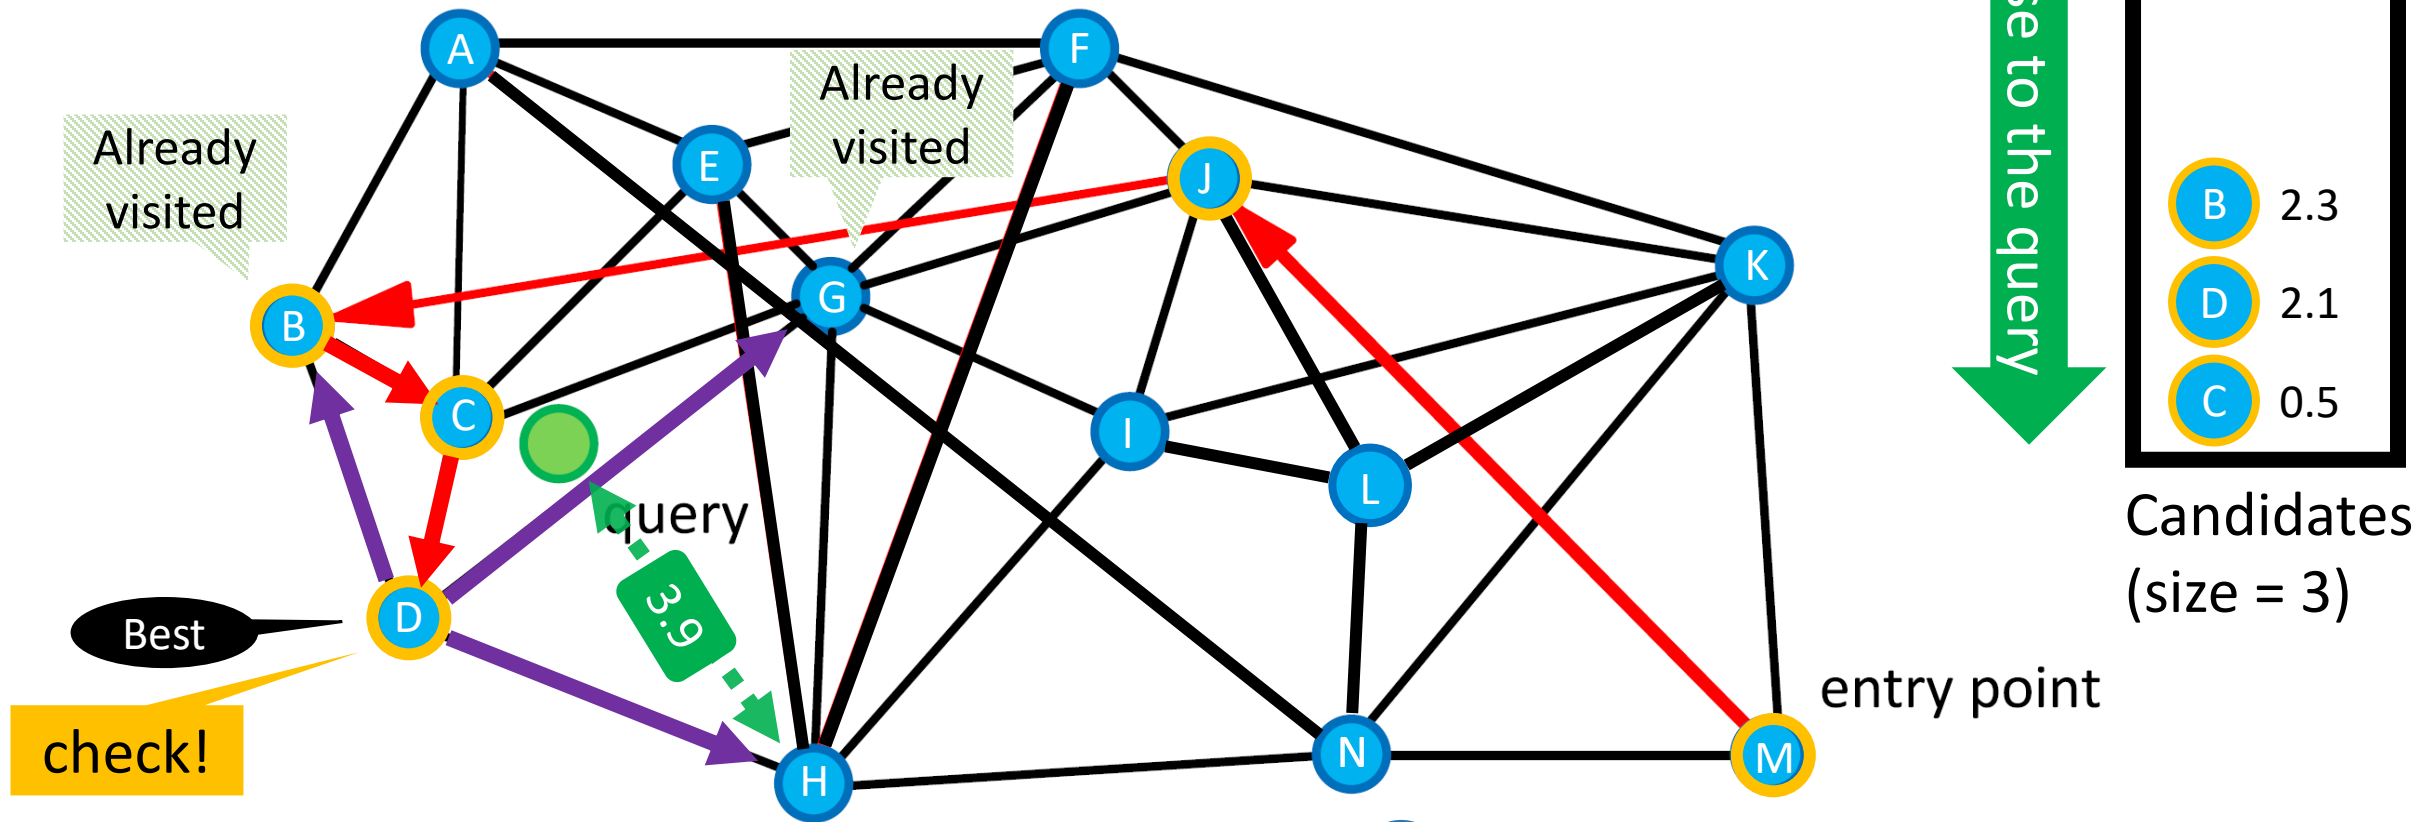 A
F
Already
visited
E
Already
visited
J
K
G
B
C
I
L
query
3.9
D
Best
check!
H
N
M
entry point
se to the query
B 2.3
D 2.1
C 0.5
Candidates
(size = 3)